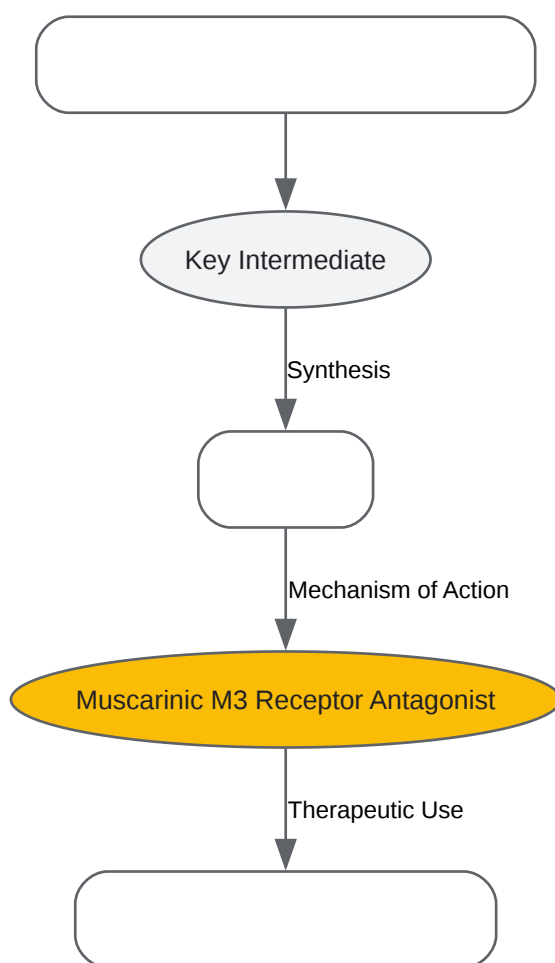 Key Intermediate
Synthesis
Mechanism of Action
Muscarinic M3 Receptor Antagonist
Therapeutic Use